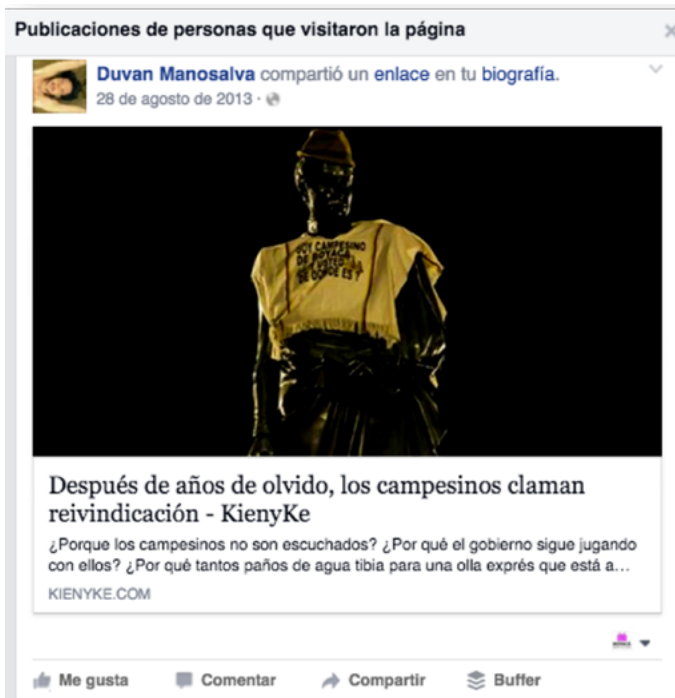 Publicaciones de personas que visitaron la página
Duvan Manosalva compartió un enlace en tu biografía.
28 de agosto de 2013
SOY CAMPESINO
DE BOYACÁ
Y USTED
DE DONDE ES?
Después de años de olvido, los campesinos claman
reivindicación - KienyKe
¿Porque los campesinos no son escuchados? ¿Por qué el gobierno sigue jugando
con ellos? ¿Por qué tantos paños de agua tibia para una olla exprés que está a...
KIENYKE.COM
Me gusta Comentar Compartir Buffer